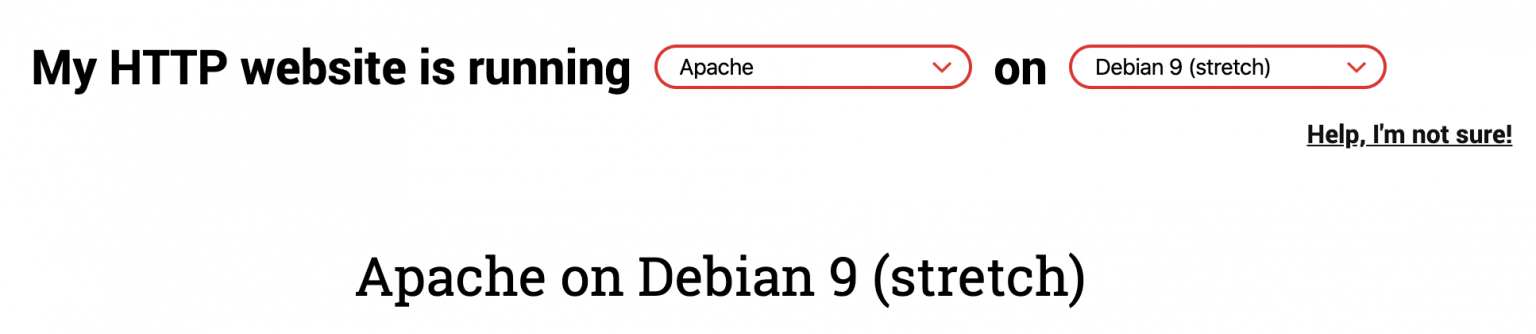 My HTTP website is running Apache on Debian 9 (stretch)
Help, I'm not sure!
Apache on Debian 9 (stretch)